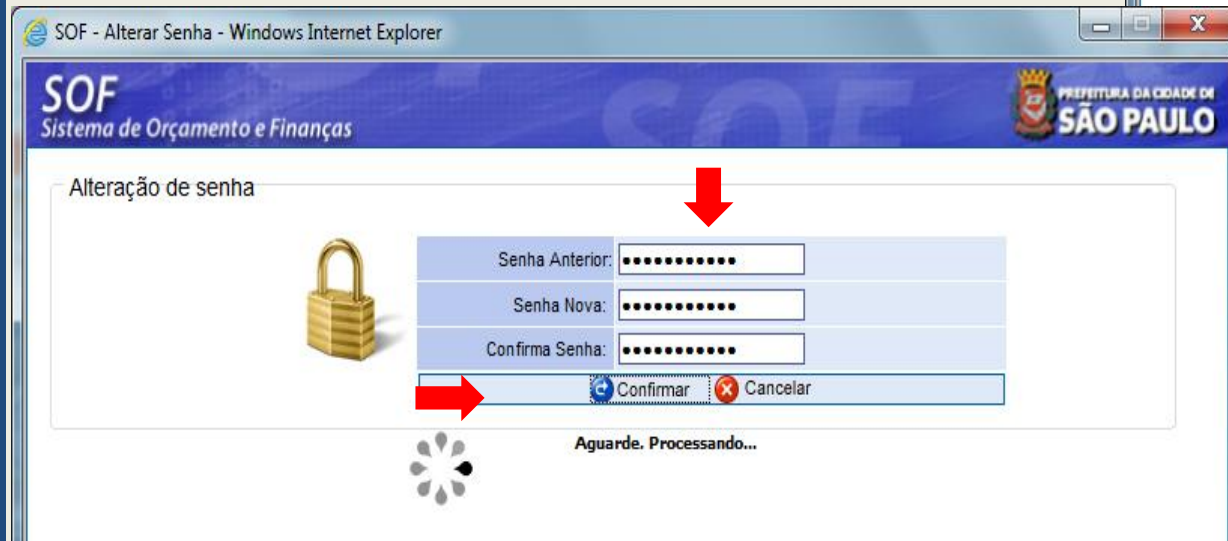 SOF - Alterar Senha - Windows Internet Explorer
SOF
Sistema de Orçamento e Finanças
PREFEITURA DA CIDADE DE
SÃO PAULO
Alteração de senha
Senha Anterior: •••••••••••
Senha Nova: •••••••••••
Confirma Senha: •••••••••••
Confirmar Cancelar
Aguarde. Processando...